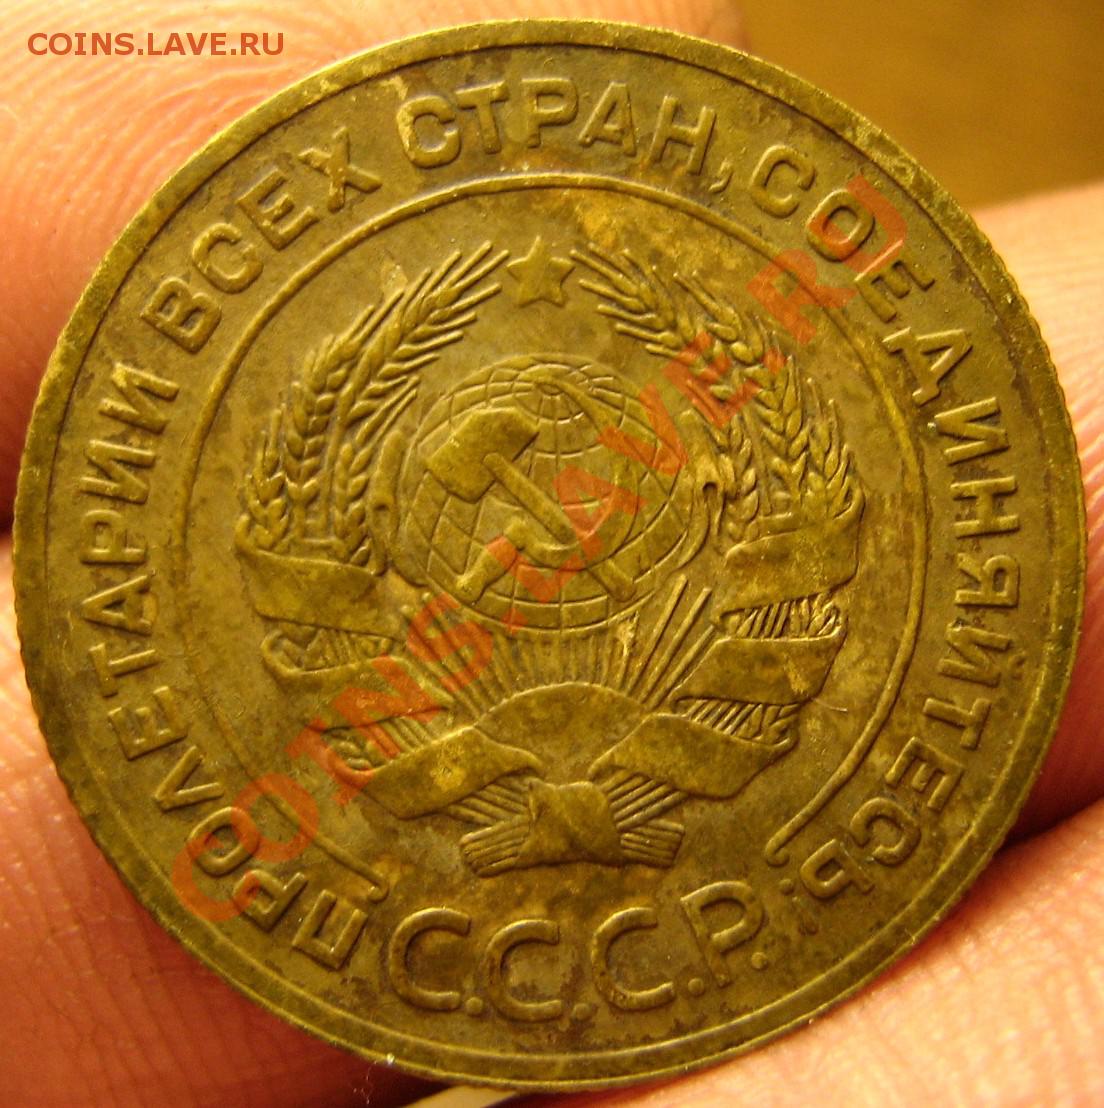 COINS.LAVE.RU
ПРОЛЕТАРИИ ВСЕХ СТРАН, СОЕДИНЯЙТЕСЬ!
С.С.С.Р.
COINS.LAVE.RU